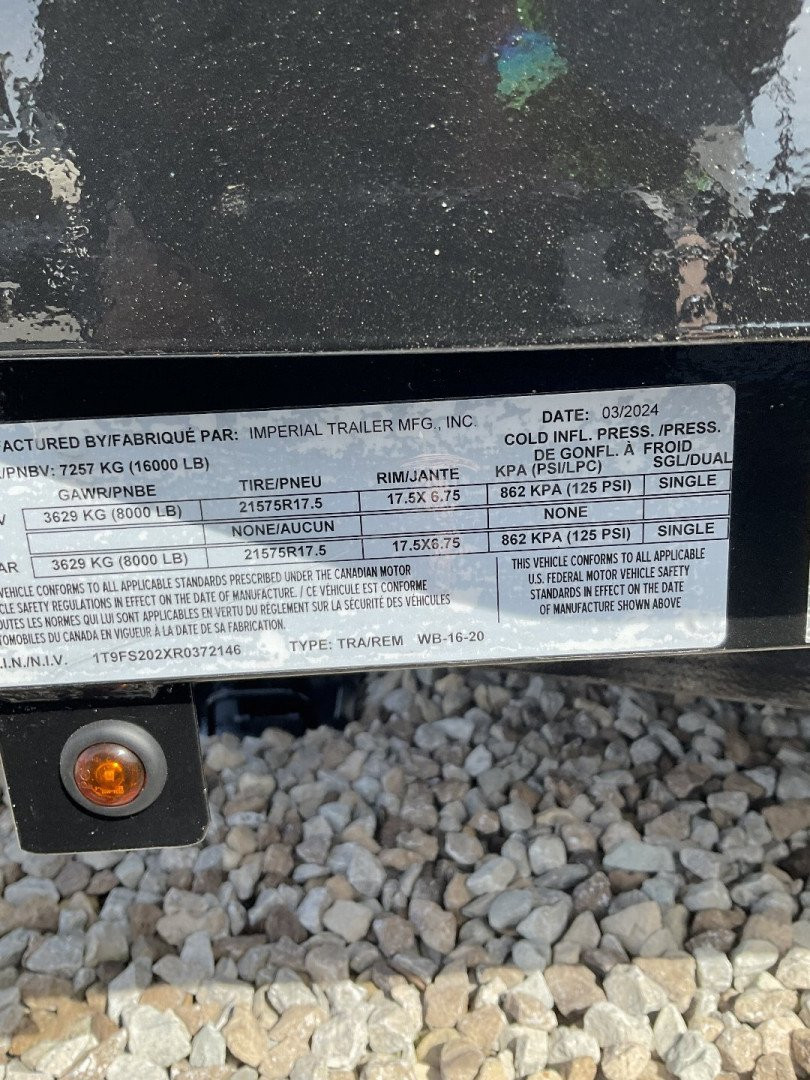 ACTURED BY/FABRIQUÉ PAR: IMPERIAL TRAILER MFG., INC. DATE: 03/2024
/PNBV: 7257 KG (16000 LB) COLD INFL. PRESS. /PRESS. DE GONFL. À FROID
GAWR/PNBE TIRE/PNEU RIM/JANTE KPA (PSI/LPC) SGL/DUAL
3629 KG (8000 LB) 21575R17.5 17.5X 6.75 862 KPA (125 PSI) SINGLE
NONE/AUCUN NONE
AR 3629 KG (8000 LB) 21575R17.5 17.5X6.75 862 KPA (125 PSI) SINGLE
VEHICLE CONFORMS TO ALL APPLICABLE STANDARDS PRESCRIBED UNDER THE CANADIAN MOTOR
CLE SAFETY REGULATIONS IN EFFECT ON THE DATE OF MANUFACTURE. / CE VÉHICULE EST CONFORME
OUTES LES NORMES QUI LUI SONT APPLICABLES EN VERTU DU RÈGLEMENT SUR LA SÉCURITÉ DES VÉHICULES
TOMOBILES DU CANADA EN VIGUEUR À LA DATE DE SA FABRICATION.
THIS VEHICLE CONFORMS TO ALL APPLICABLE
U.S. FEDERAL MOTOR VEHICLE SAFETY
STANDARDS IN EFFECT ON THE DATE
OF MANUFACTURE SHOWN ABOVE
.I.N./N.I.V. 1T9FS202XR0372146 TYPE: TRA/REM WB-16-20